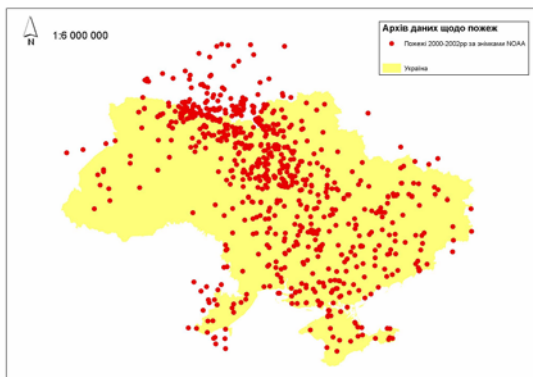 N
1:6 000 000
Архів даних щодо пожеж
Пожежі 2000-2002рр за знімками NOAA
Україна